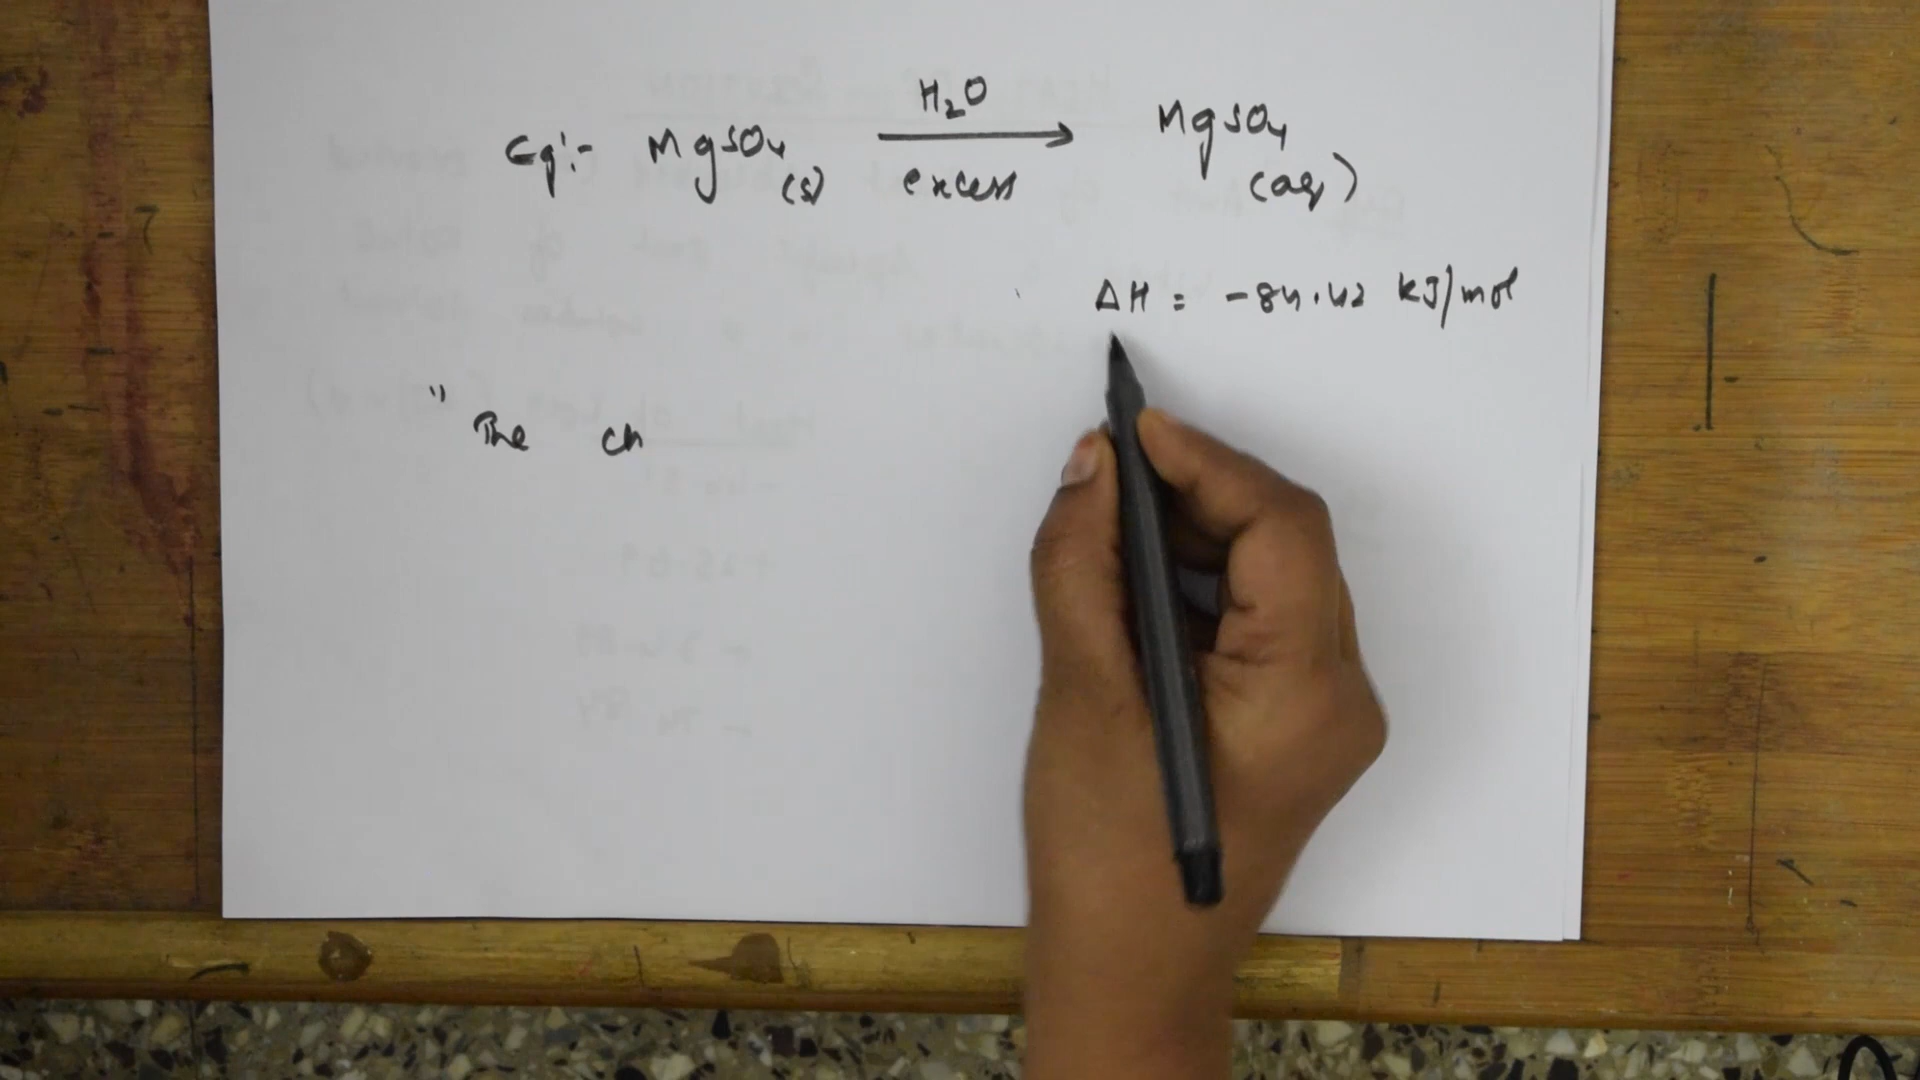 Eg:- MgSO4 (s) H2O excess → MgSO4 (aq)
ΔH = -84.42 kJ/mol
" The ch